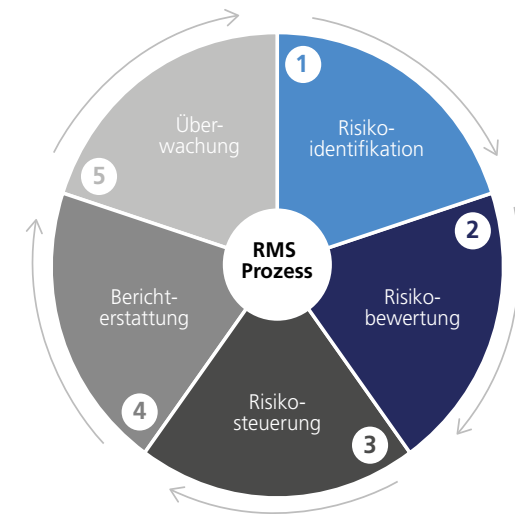 1
Risiko-
identifikation
2
Risiko-
bewertung
3
Risiko-
steuerung
4
Bericht-
erstattung
5
Über-
wachung
RMS
Prozess